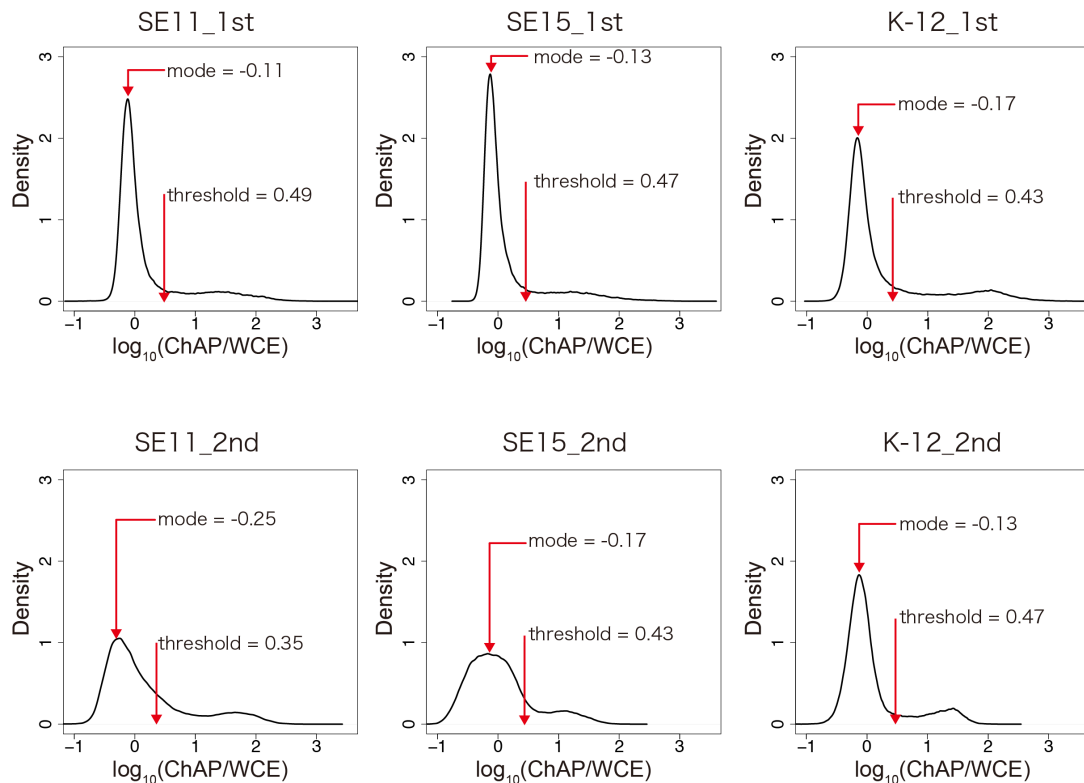 SE11_1st
3
2
1
0
Density
mode = -0.11
threshold = 0.49
−1 0 1 2 3
log10(ChAP/WCE)
SE15_1st
3
2
1
0
Density
mode = -0.13
threshold = 0.47
−1 0 1 2 3
log10(ChAP/WCE)
K-12_1st
3
2
1
0
Density
mode = -0.17
threshold = 0.43
−1 0 1 2 3
log10(ChAP/WCE)
SE11_2nd
3
2
1
0
Density
mode = -0.25
threshold = 0.35
−1 0 1 2 3
log10(ChAP/WCE)
SE15_2nd
3
2
1
0
Density
mode = -0.17
threshold = 0.43
−1 0 1 2 3
log10(ChAP/WCE)
K-12_2nd
3
2
1
0
Density
mode = -0.13
threshold = 0.47
−1 0 1 2 3
log10(ChAP/WCE)